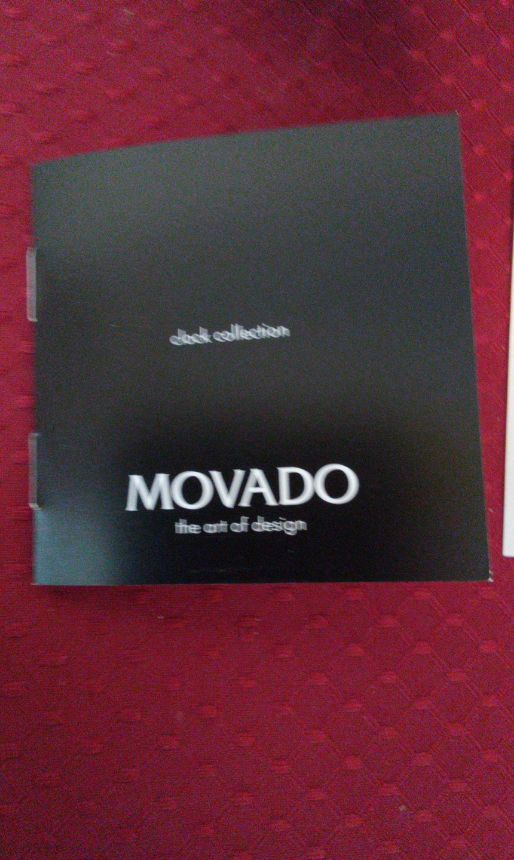 clock collection
MOVADO
the art of design